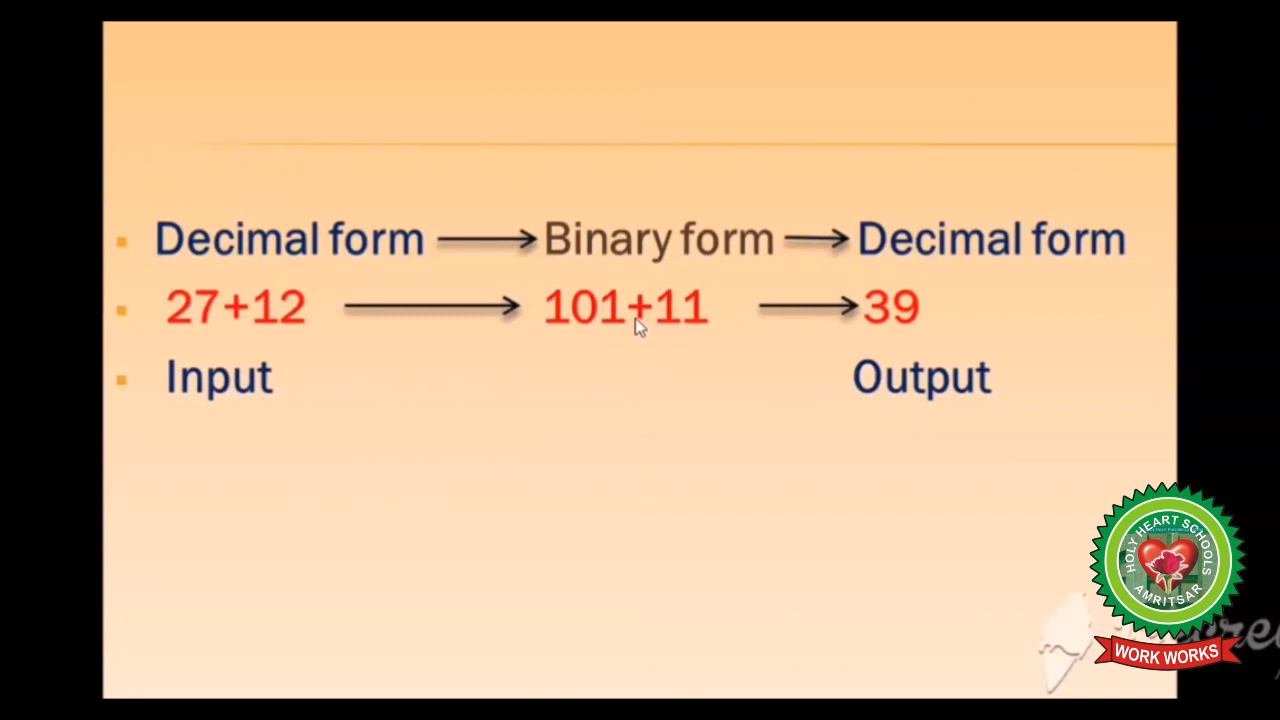 Decimal form → Binary form → Decimal form
27+12 → 101+11 → 39
Input Output
HOLY HEART SCHOOLS
AMRITSAR
WORK WORKS